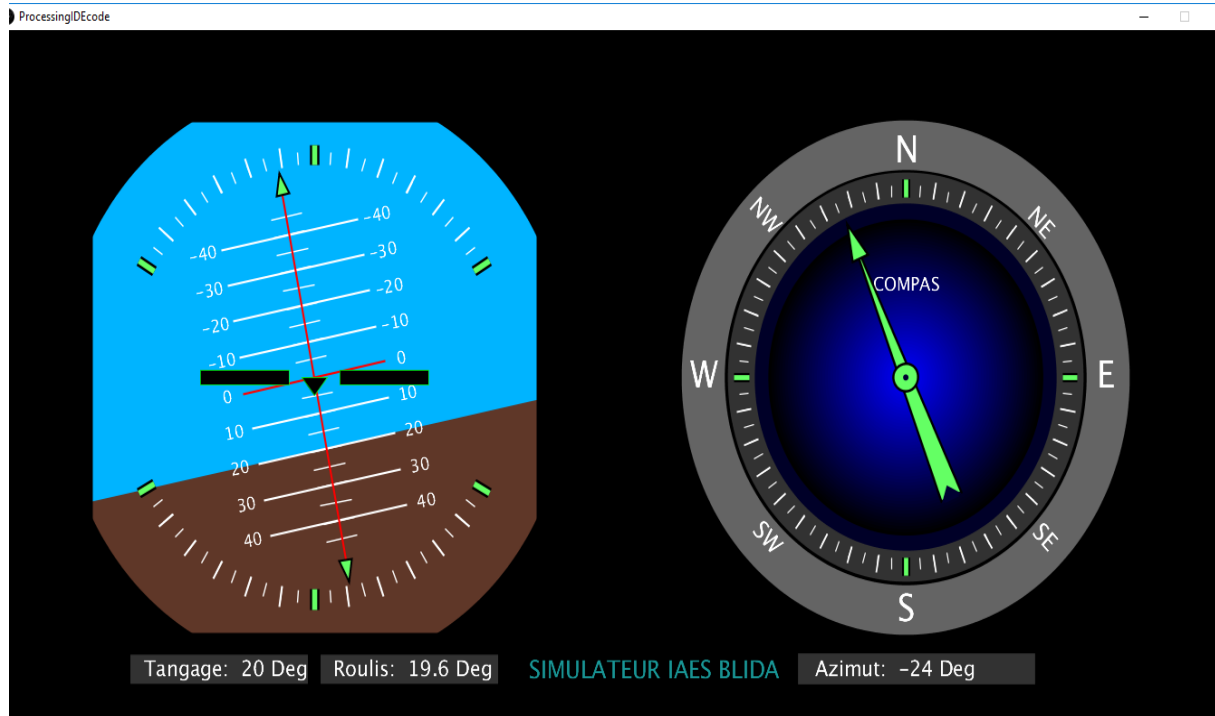 ProcessingIDEcode
-40
-40
-30
-30
-20
-20
-10
-10
0
0
10
10
20
20
30
30
40
40
N
NE
E
SE
S
SW
W
NW
COMPAS
Tangage: 20 Deg
Roulis: 19.6 Deg
SIMULATEUR IAES BLIDA
Azimut: -24 Deg